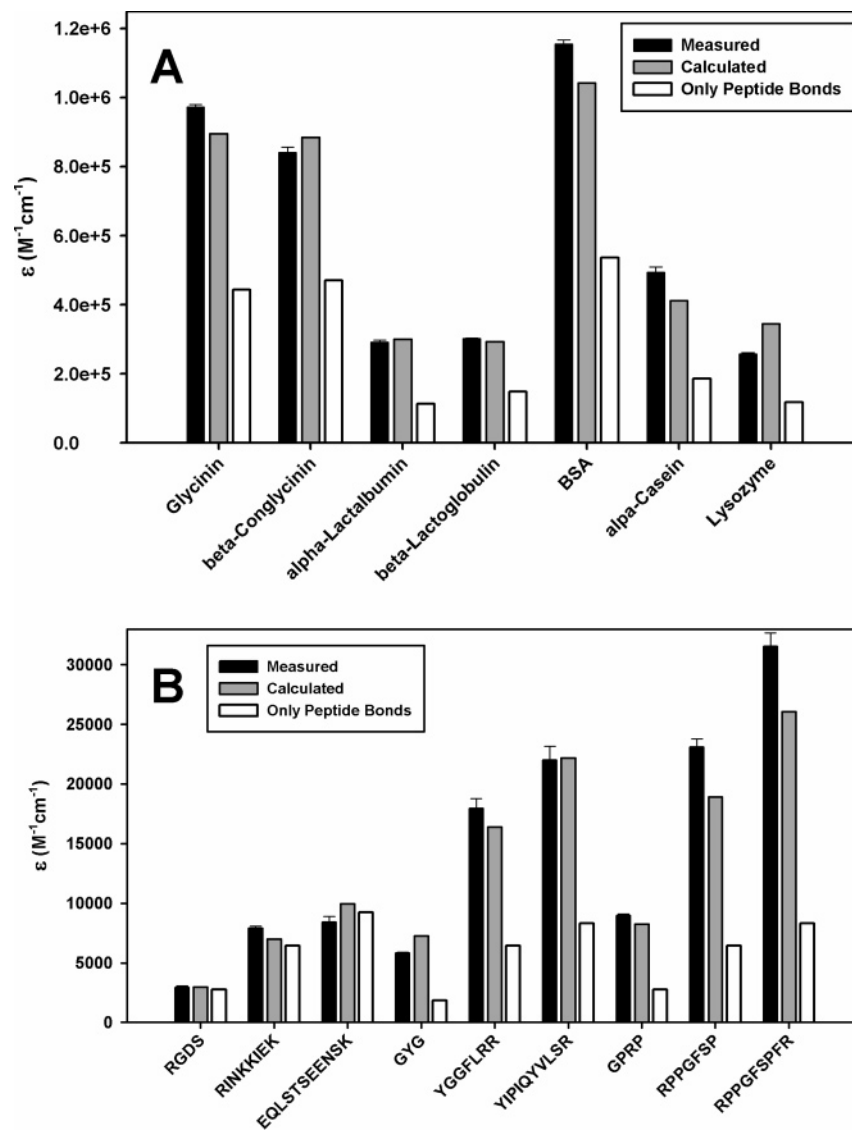 A
Measured
Calculated
Only Peptide Bonds
1.2e+6
1.0e+6
8.0e+5
6.0e+5
4.0e+5
2.0e+5
0.0
ε (M⁻¹cm⁻¹)
Glycinin
beta-Conglycinin
alpha-Lactalbumin
beta-Lactoglobulin
BSA
alpa-Casein
Lysozyme
B
Measured
Calculated
Only Peptide Bonds
30000
25000
20000
15000
10000
5000
0
ε (M⁻¹cm⁻¹)
RGDS
RINKKIEK
EQLSTSEENSK
GYG
YGGFLRR
YIPIQYVLSR
GPRP
RPPGFSP
RPPGFSPFR